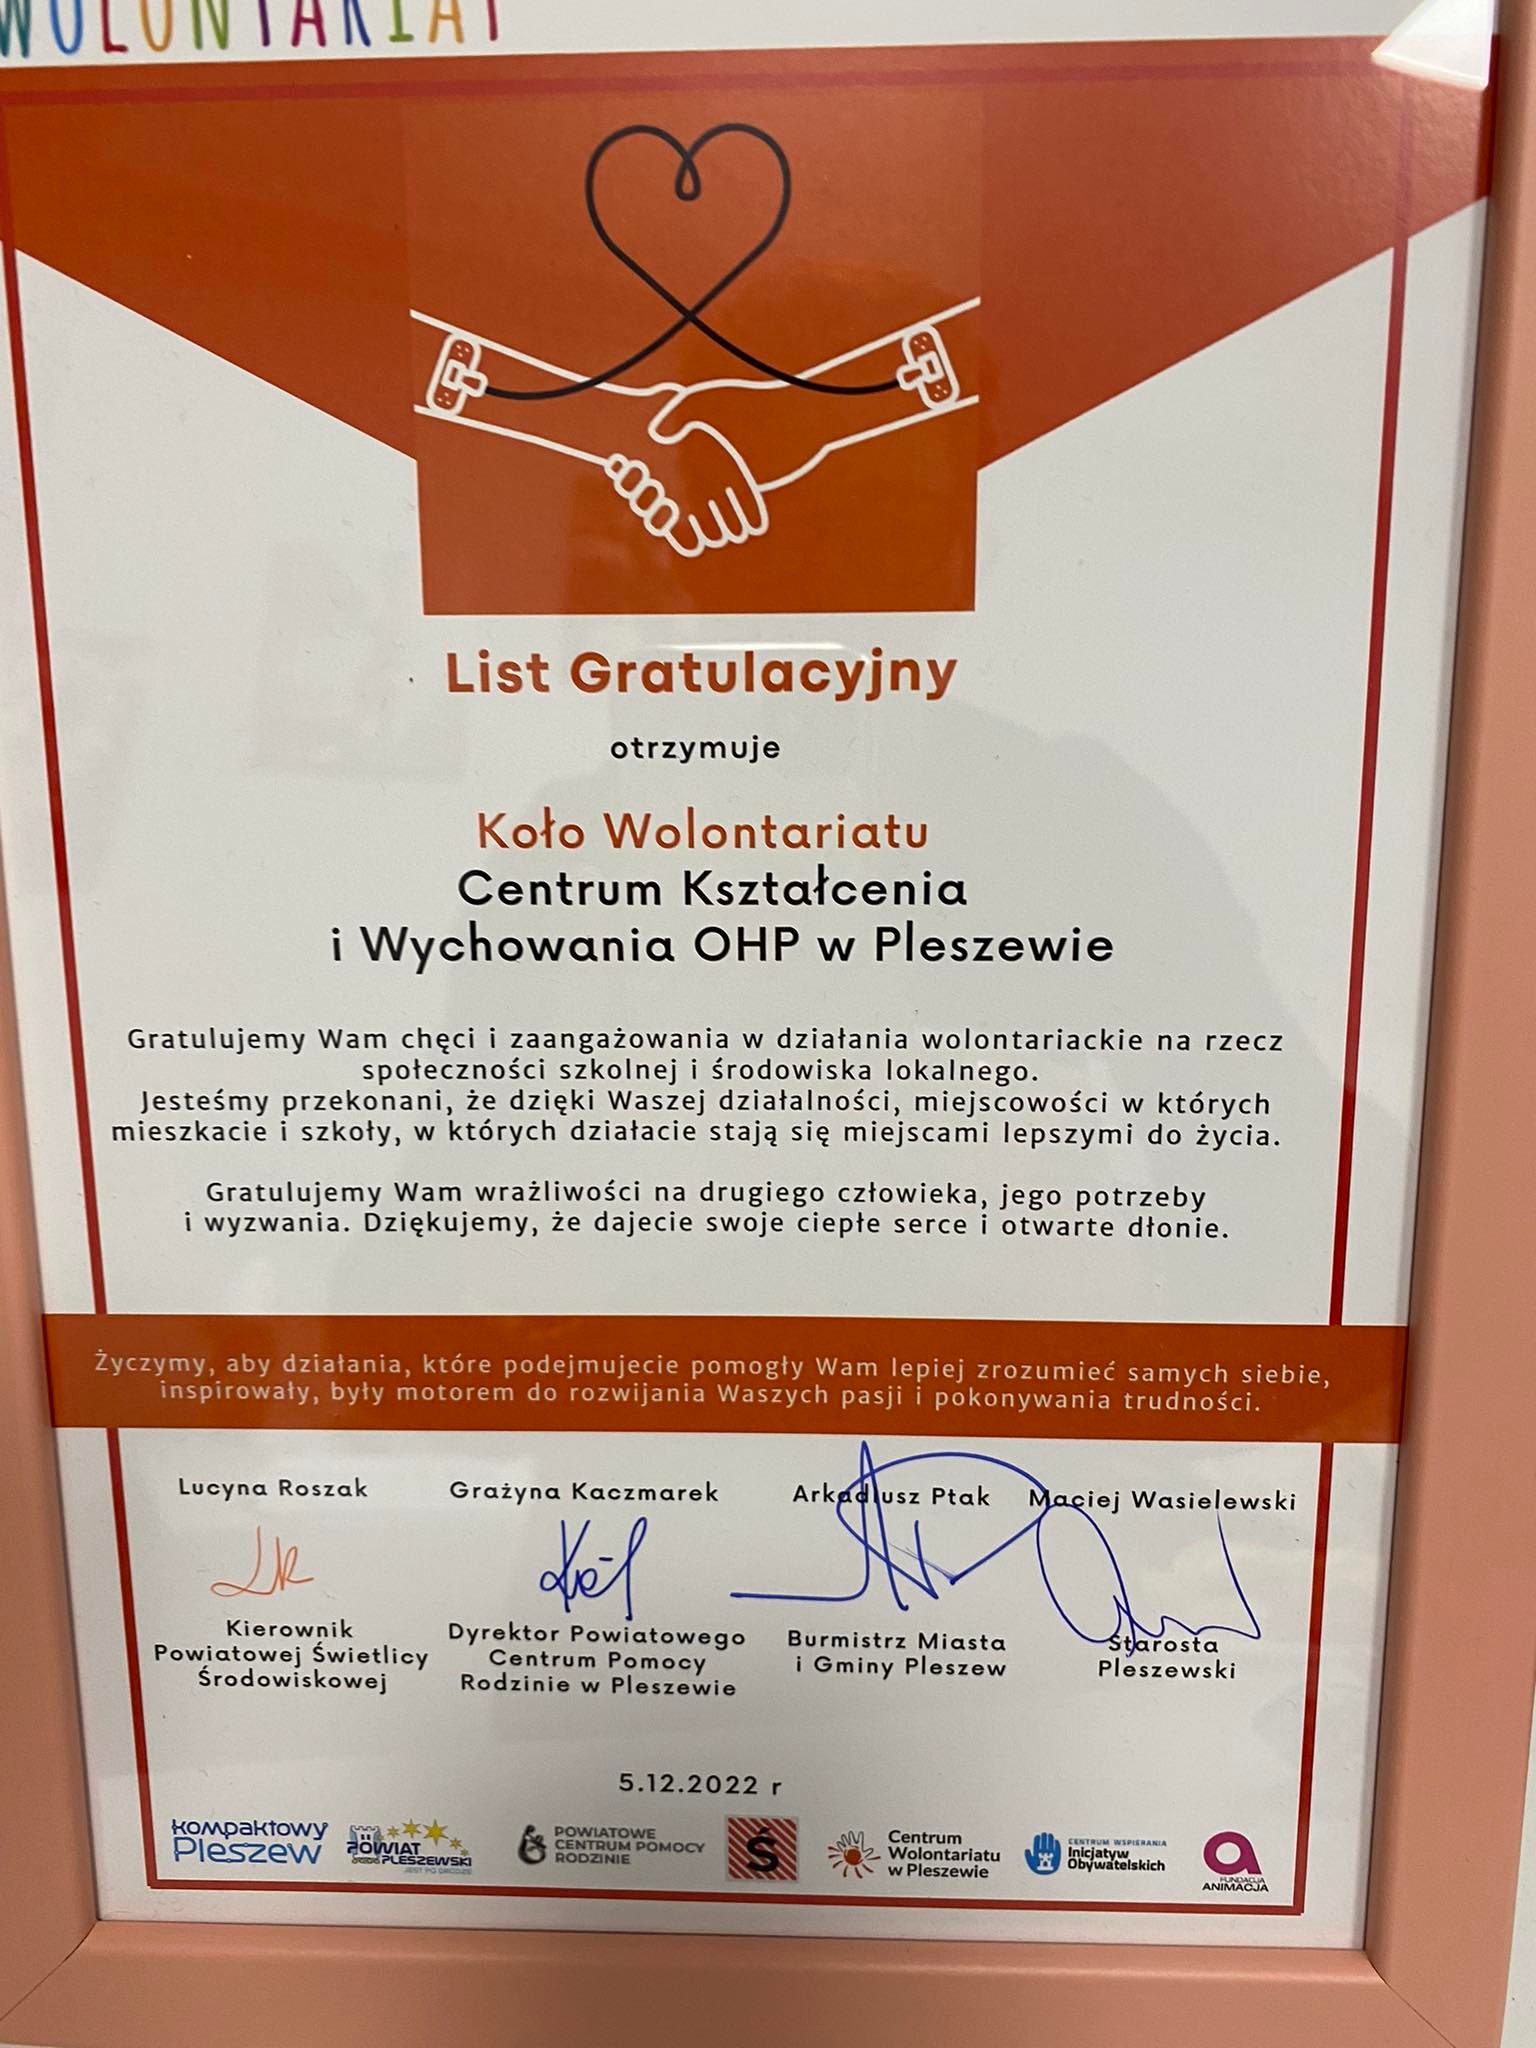 WOLONTARIAT
List Gratulacyjny
otrzymuje
Koło Wolontariatu
Centrum Kształcenia
i Wychowania OHP w Pleszewie
Gratulujemy Wam chęci i zaangażowania w działania wolontariackie na rzecz
społeczności szkolnej i środowiska lokalnego.
Jesteśmy przekonani, że dzięki Waszej działalności, miejscowości w których
mieszkacie i szkoły, w których działacie stają się miejscami lepszymi do życia.
Gratulujemy Wam wrażliwości na drugiego człowieka, jego potrzeby
i wyzwania. Dziękujemy, że dajecie swoje ciepłe serce i otwarte dłonie.
Życzymy, aby działania, które podejmujecie pomogły Wam lepiej zrozumieć samych siebie,
inspirowały, były motorem do rozwijania Waszych pasji i pokonywania trudności.
Lucyna Roszak
Kierownik
Powiatowej Świetlicy
Środowiskowej
Grażyna Kaczmarek
Dyrektor Powiatowego
Centrum Pomocy
Rodzinie w Pleszewie
Arkadiusz Ptak
Burmistrz Miasta
i Gminy Pleszew
Maciej Wasielewski
Starosta
Pleszewski
5.12.2022 r
kompaktowy
Pleszew
POWIAT
PLESZEWSKI
JEST PO DRODZE
POWIATOWE
CENTRUM POMOCY
RODZINIE
Ś
Centrum
Wolontariatu
w Pleszewie
CENTRUM WSPIERANIA
Inicjatyw
Obywatelskich
a
FUNDACJA
ANIMACJA